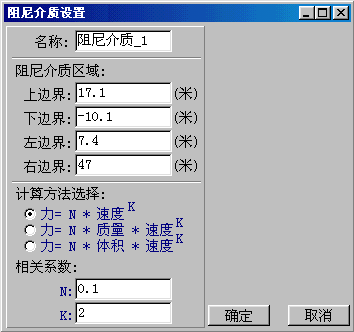 阻尼介质设置
名称: 阻尼介质_1
阻尼介质区域:
上边界: 17.1 (米)
下边界: -10.1 (米)
左边界: 7.4 (米)
右边界: 47 (米)
计算方法选择:
力= N * 速度K
力= N * 质量 * 速度K
力= N * 体积 * 速度K
相关系数:
N: 0.1
K: 2
确定 取消